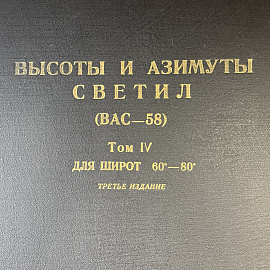 ВЫСОТЫ И АЗИМУТЫ
СВЕТИЛ
(ВАС—58)
Том IV
ДЛЯ ШИРОТ 60°—80°
ТРЕТЬЕ ИЗДАНИЕ